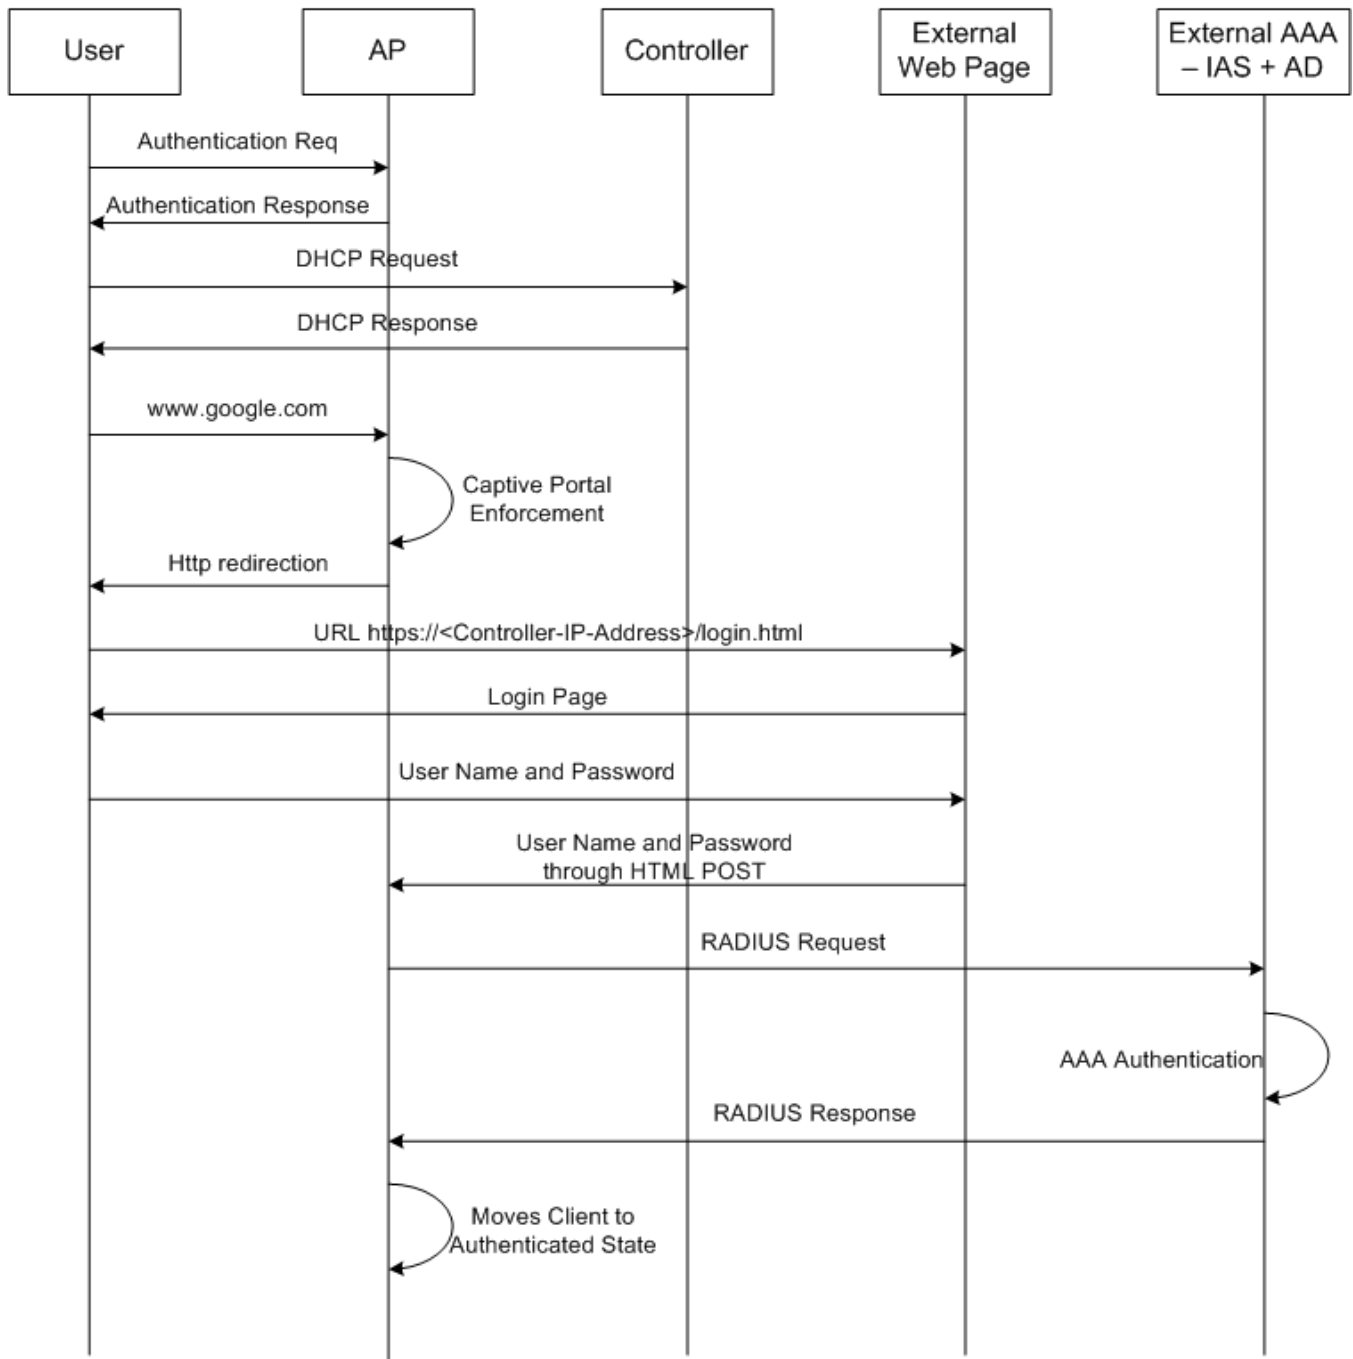 User
AP
Controller
External
Web Page
External AAA
– IAS + AD
Authentication Req
Authentication Response
DHCP Request
DHCP Response
www.google.com
Captive Portal
Enforcement
Http redirection
URL https://<Controller-IP-Address>/login.html
Login Page
User Name and Password
User Name and Password
through HTML POST
RADIUS Request
AAA Authentication
RADIUS Response
Moves Client to
Authenticated State